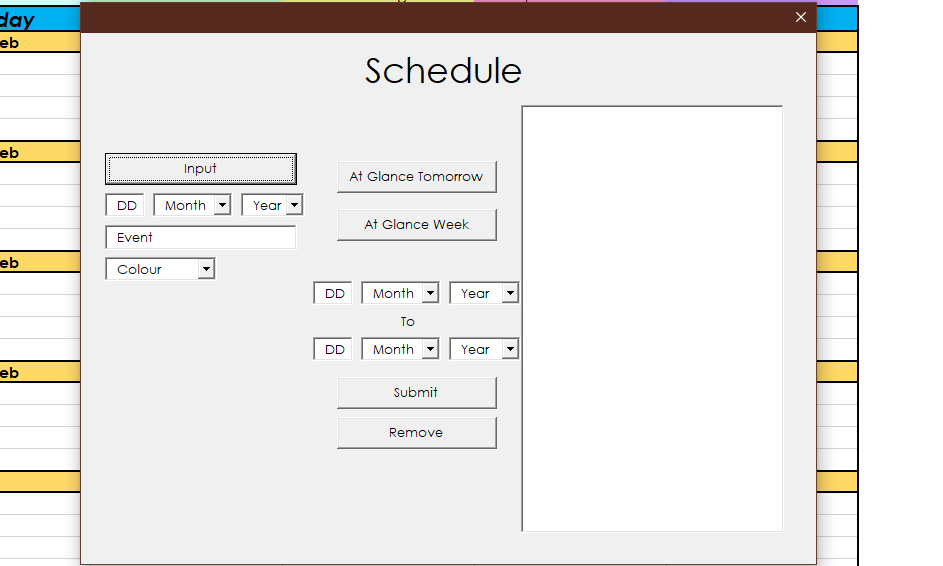 day
eb
Schedule
eb
Input
At Glance Tomorrow
DD Month Year
At Glance Week
Event
eb
Colour
DD Month Year
To
DD Month Year
eb
Submit
Remove